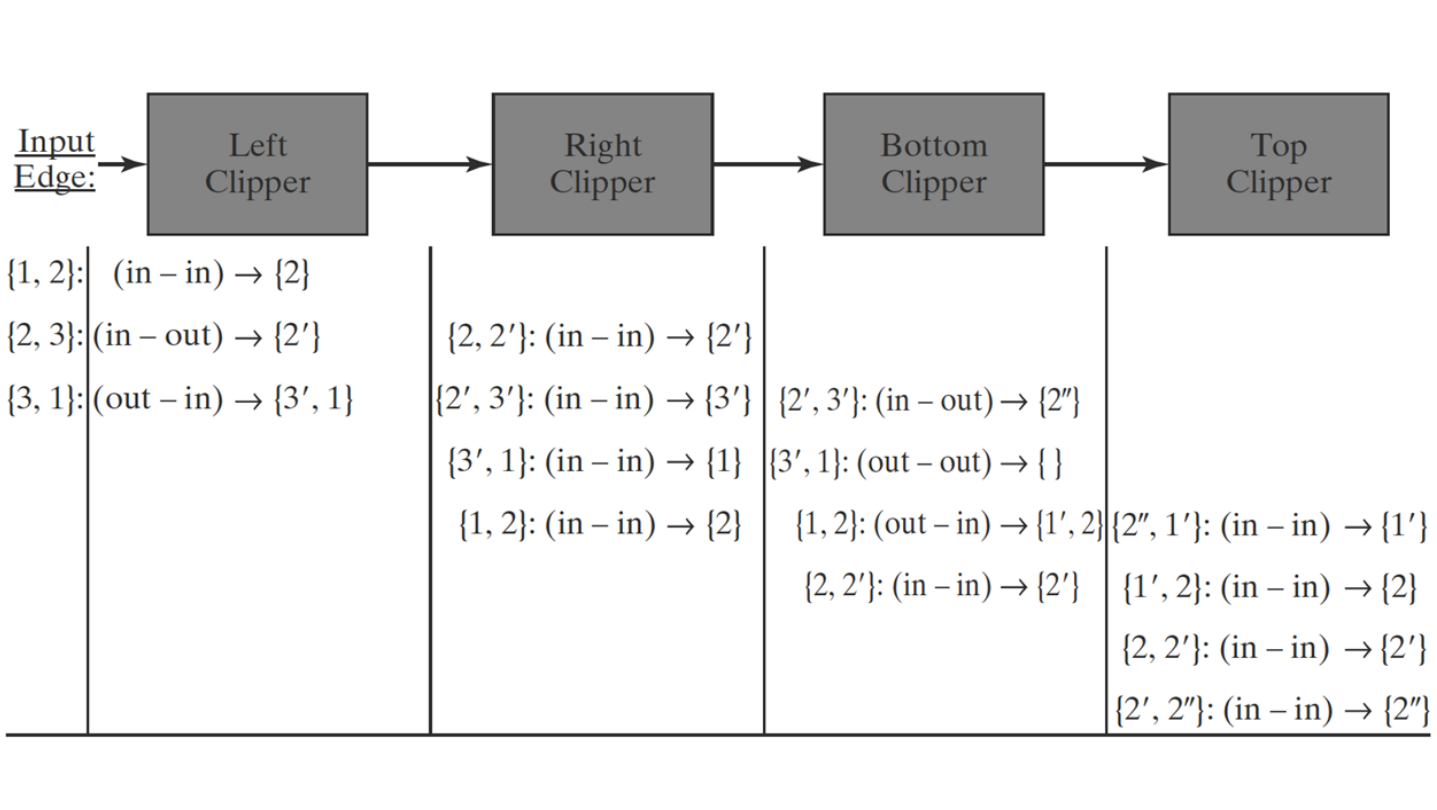 Input
Edge:
Left
Clipper
Right
Clipper
Bottom
Clipper
Top
Clipper
{1, 2}: (in – in) → {2}
{2, 3}: (in – out) → {2′} {2, 2′}: (in – in) → {2′}
{3, 1}: (out – in) → {3′, 1} {2′, 3′}: (in – in) → {3′} {2′, 3′}: (in – out) → {2″}
{3′, 1}: (in – in) → {1} {3′, 1}: (out – out) → { }
{1, 2}: (in – in) → {2} {1, 2}: (out – in) → {1′, 2} {2″, 1′}: (in – in) → {1′}
{2, 2′}: (in – in) → {2′} {1′, 2}: (in – in) → {2}
{2, 2′}: (in – in) → {2′}
{2′, 2″}: (in – in) → {2″}